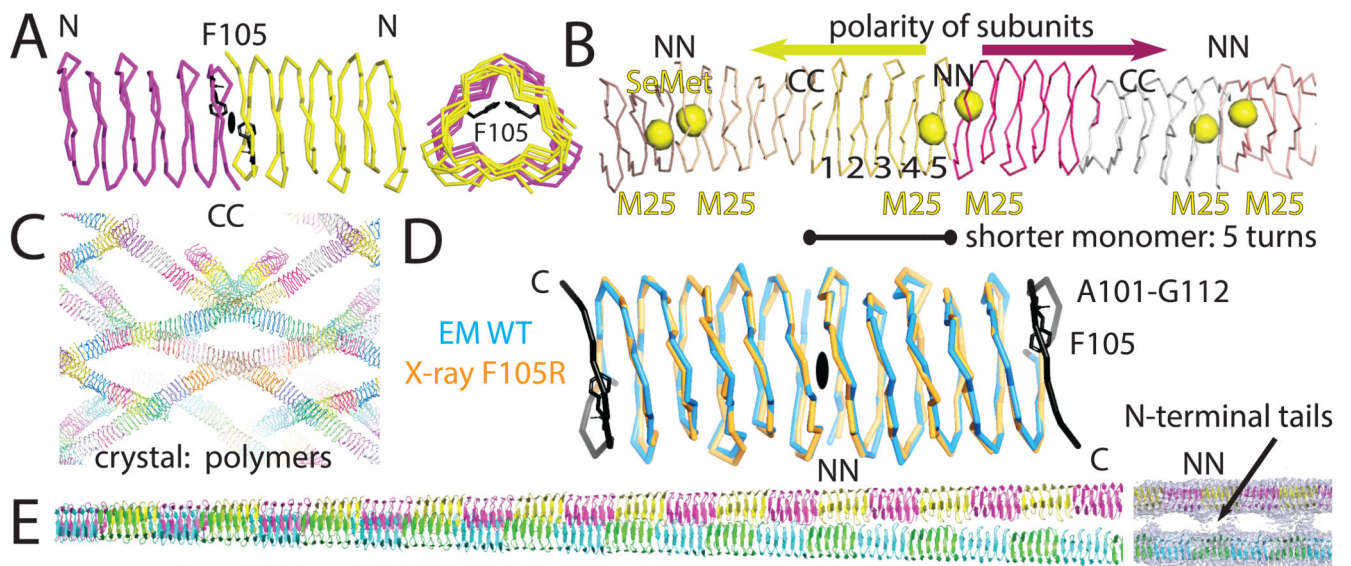 A
N
F105
N
F105
CC
B
polarity of subunits
NN
NN
SeMet
CC
NN
CC
1 2 3 4 5
M25
M25
M25
M25
M25
M25
shorter monomer: 5 turns
C
crystal: polymers
D
C
A101-G112
EM WT
F105
X-ray F105R
NN
C
N-terminal tails
NN
E